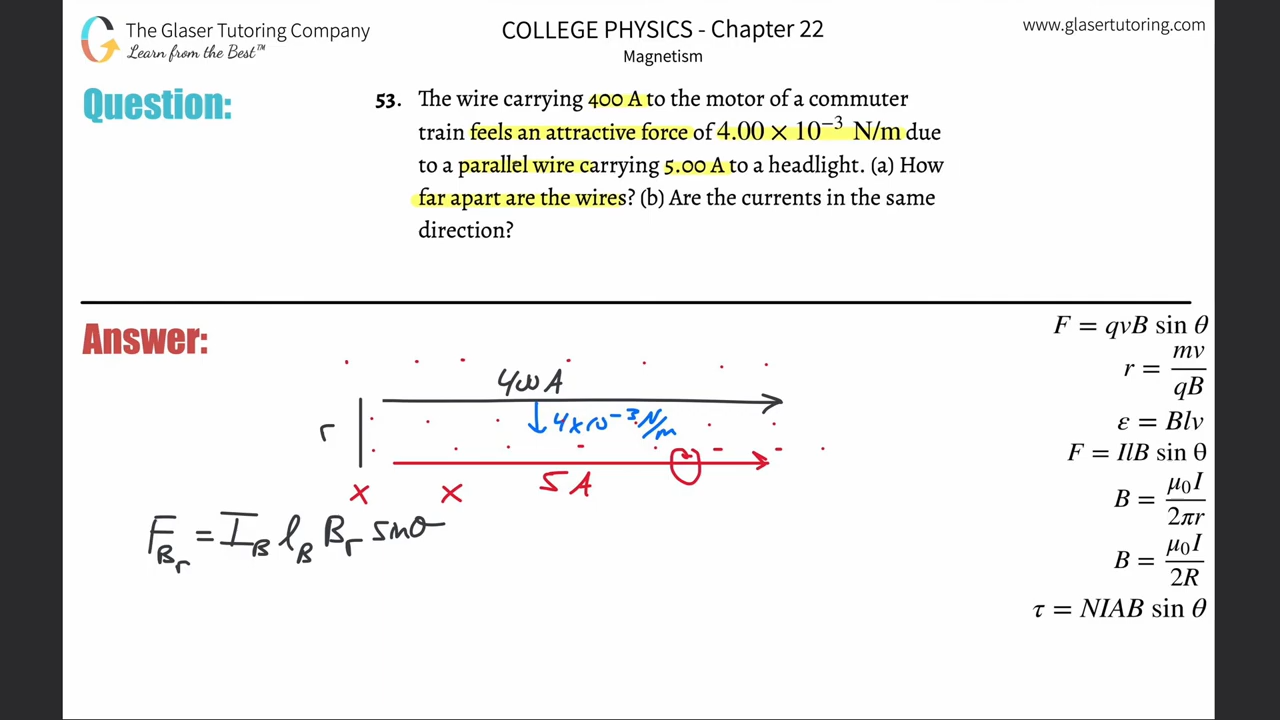 The Glaser Tutoring Company
Learn from the Best™
COLLEGE PHYSICS - Chapter 22
Magnetism
www.glasertutoring.com
Question:
53. The wire carrying 400 A to the motor of a commuter
train feels an attractive force of 4.00 × 10⁻³ N/m due
to a parallel wire carrying 5.00 A to a headlight. (a) How
far apart are the wires? (b) Are the currents in the same
direction?
Answer:
400 A
4×10⁻³ N/m
r
5 A
x x
F_Br = I_B l_B B_r sinθ
F = qvB sin θ
r = mv/qB
ε = Blv
F = IlB sin θ
B = μ₀I/2πr
B = μ₀I/2R
τ = NIAB sin θ